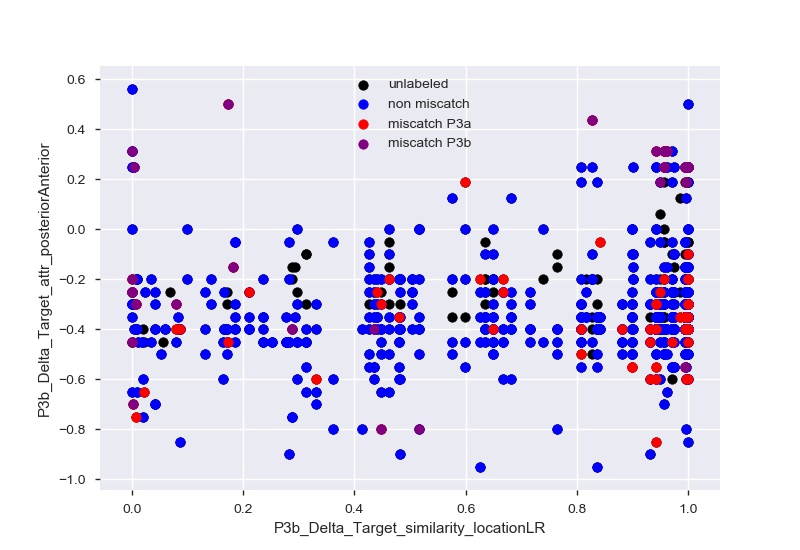 unlabeled
non miscatch
miscatch P3a
miscatch P3b
0.6
0.4
0.2
0.0
−0.2
−0.4
−0.6
−0.8
−1.0
P3b_Delta_Target_attr_posteriorAnterior
0.0 0.2 0.4 0.6 0.8 1.0
P3b_Delta_Target_similarity_locationLR